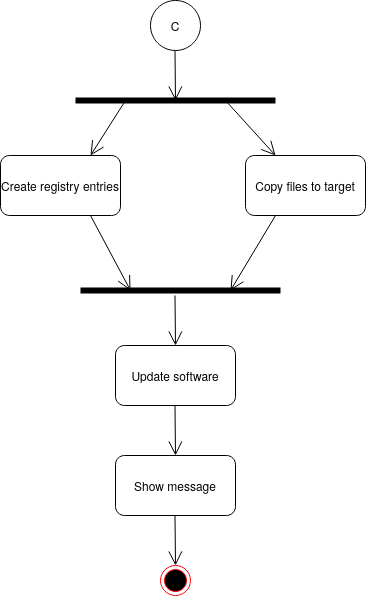 C
Create registry entries
Copy files to target
Update software
Show message